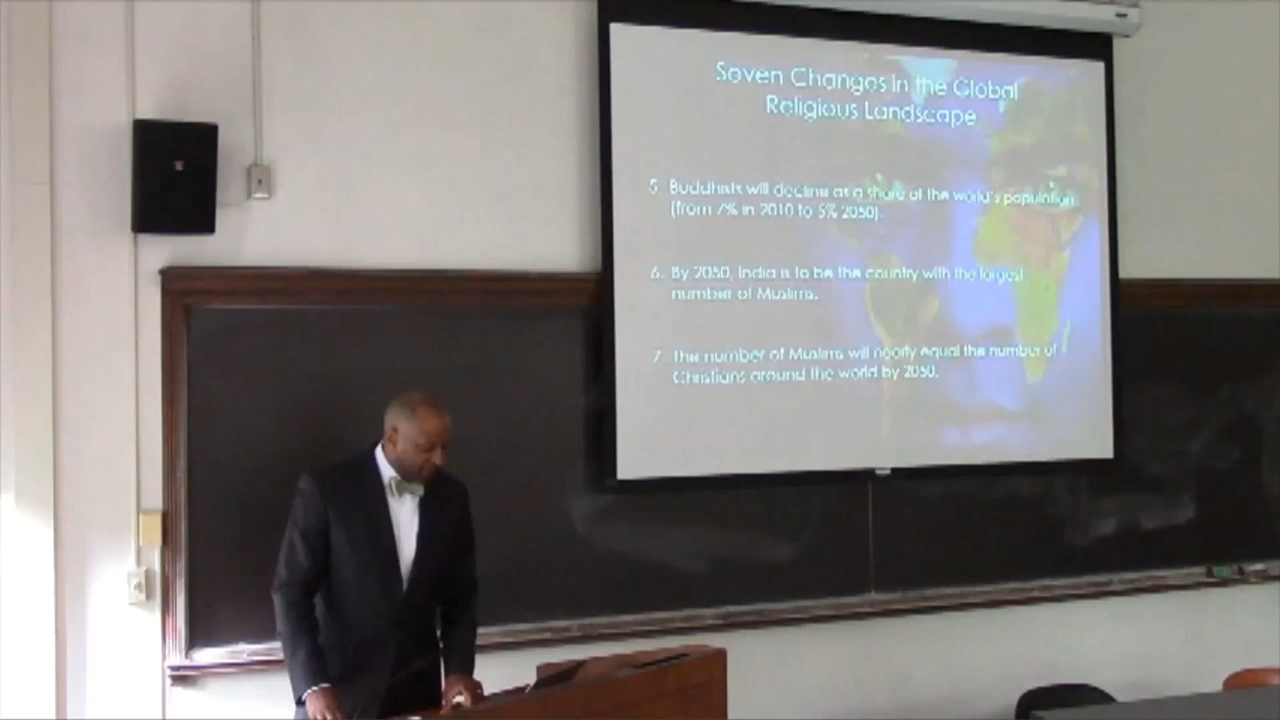 Seven Changes in the Global
Religious Landscape
5. Buddhists will decline as a share of the world's population
(from 7% in 2010 to 5% 2050).
6. By 2050, India is to be the country with the largest
number of Muslims.
7. The number of Muslims will nearly equal the number of
Christians around the world by 2050.